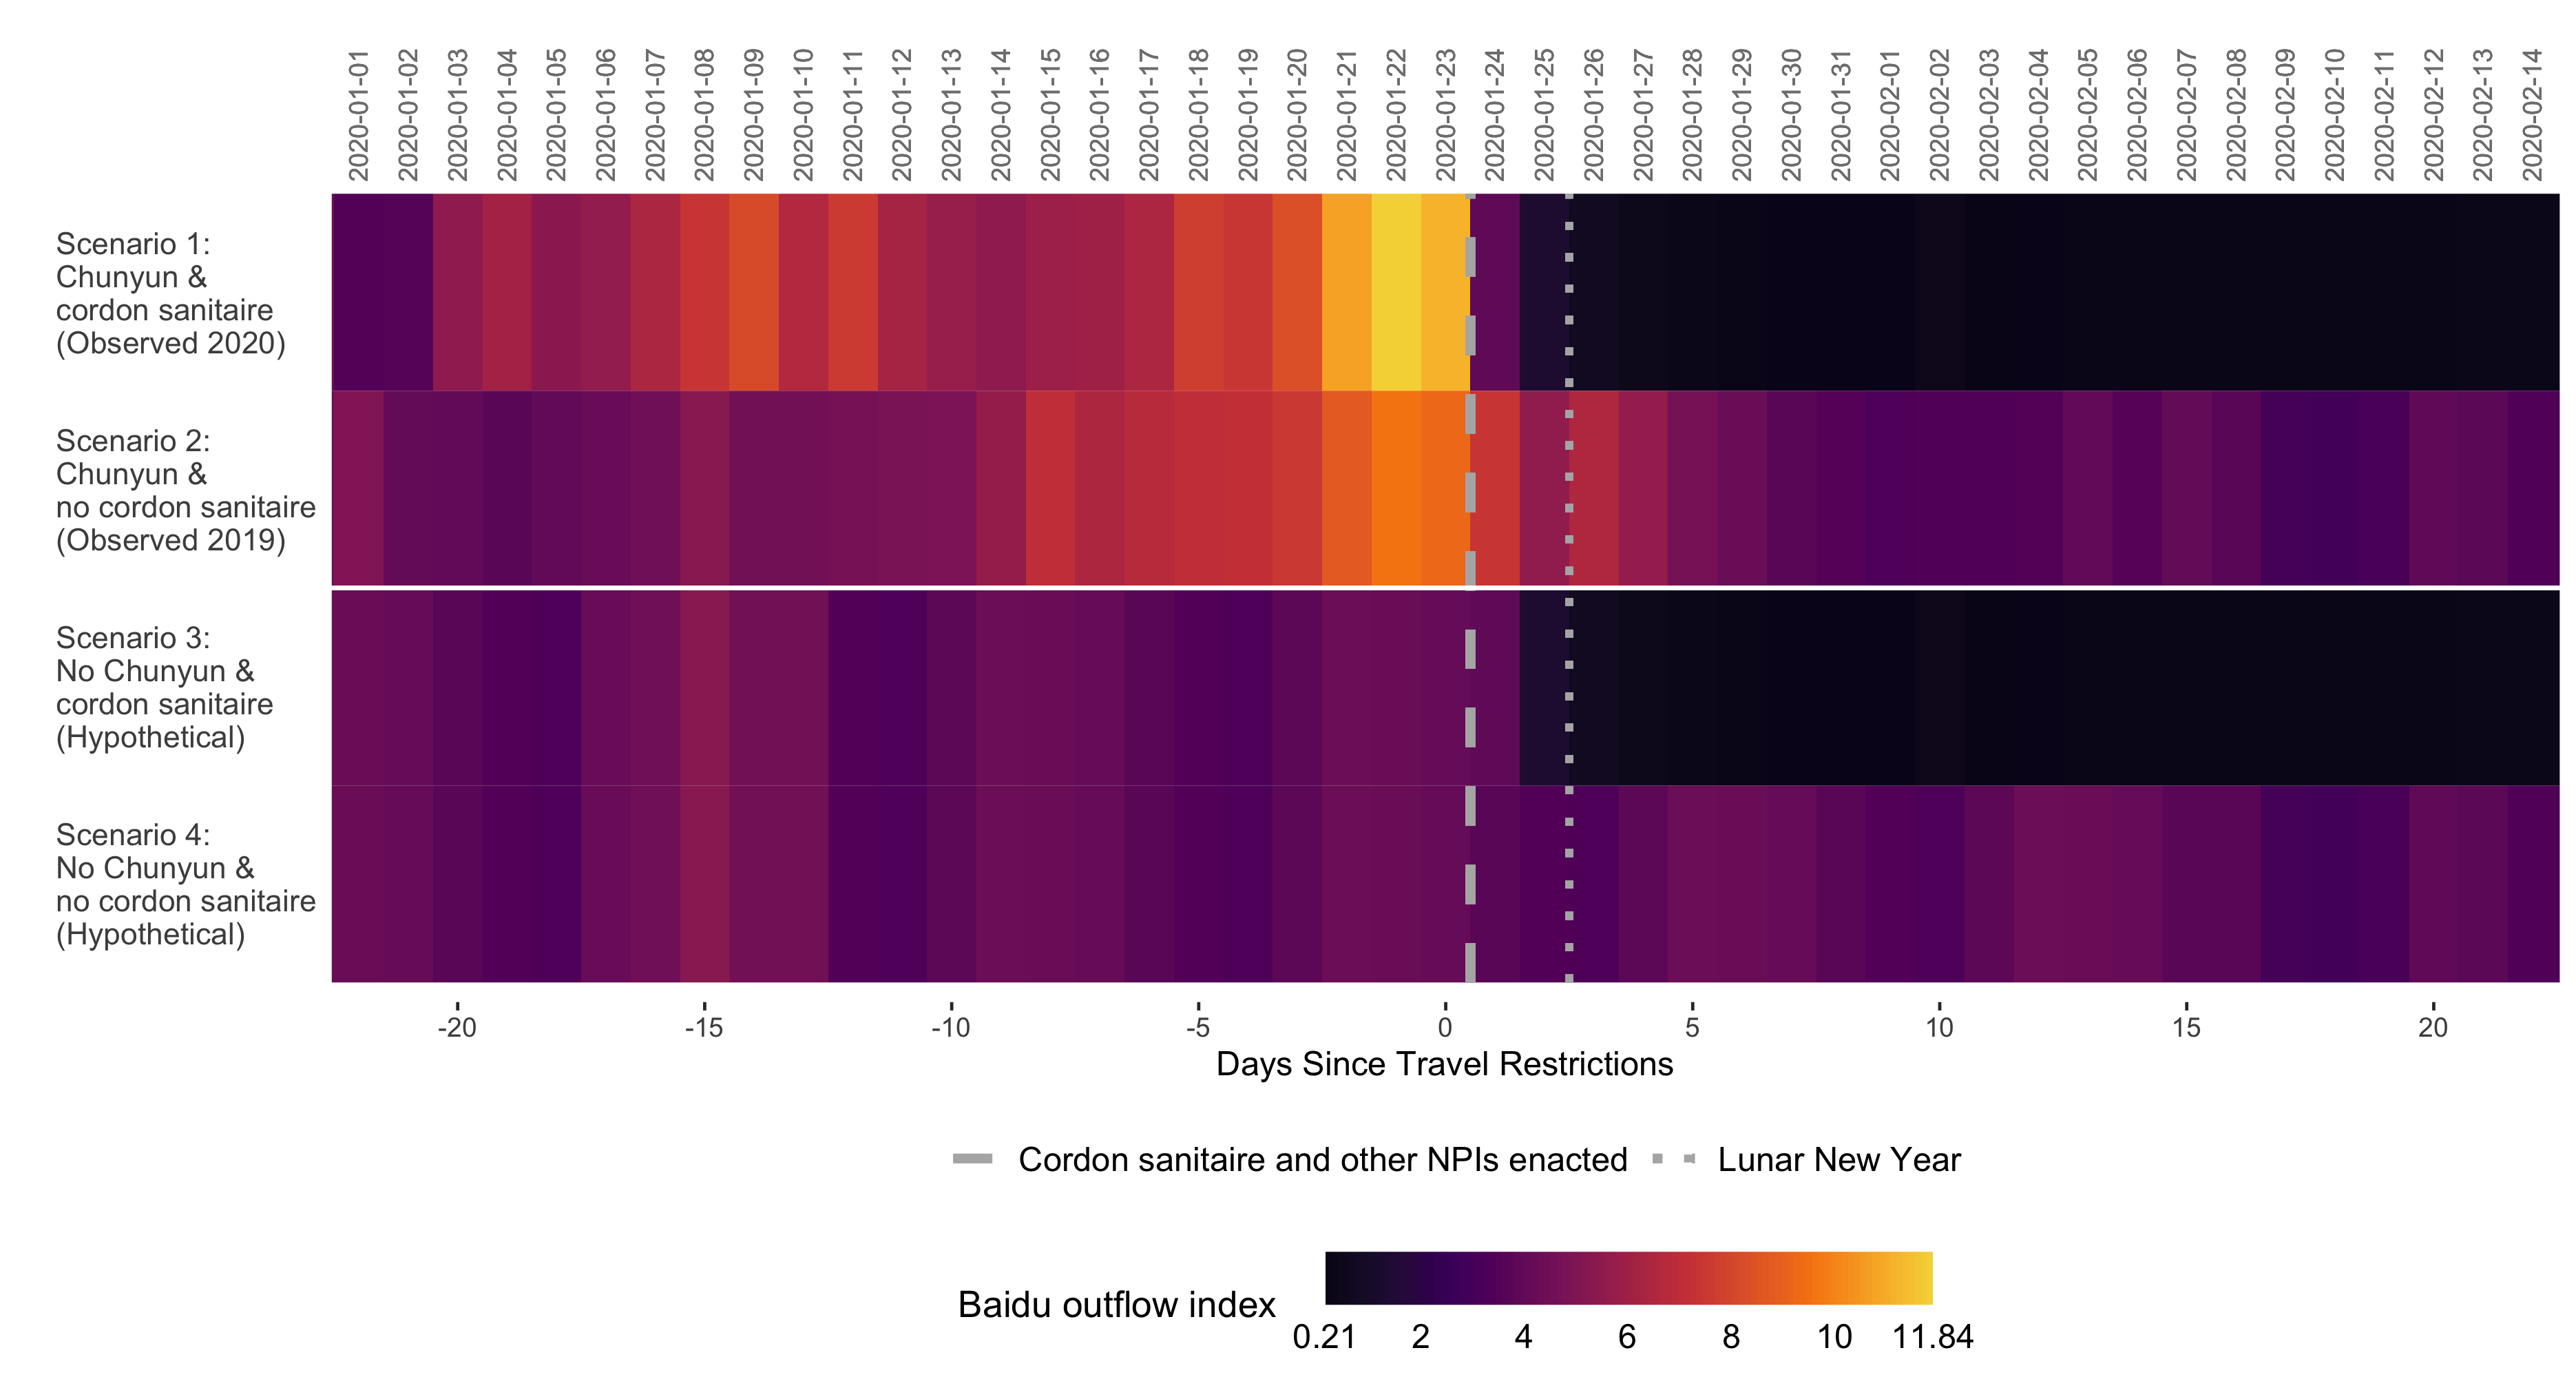 2020-01-01
2020-01-02
2020-01-03
2020-01-04
2020-01-05
2020-01-06
2020-01-07
2020-01-08
2020-01-09
2020-01-10
2020-01-11
2020-01-12
2020-01-13
2020-01-14
2020-01-15
2020-01-16
2020-01-17
2020-01-18
2020-01-19
2020-01-20
2020-01-21
2020-01-22
2020-01-23
2020-01-24
2020-01-25
2020-01-26
2020-01-27
2020-01-28
2020-01-29
2020-01-30
2020-01-31
2020-02-01
2020-02-02
2020-02-03
2020-02-04
2020-02-05
2020-02-06
2020-02-07
2020-02-08
2020-02-09
2020-02-10
2020-02-11
2020-02-12
2020-02-13
2020-02-14
Scenario 1:
Chunyun &
cordon sanitaire
(Observed 2020)
Scenario 2:
Chunyun &
no cordon sanitaire
(Observed 2019)
Scenario 3:
No Chunyun &
cordon sanitaire
(Hypothetical)
Scenario 4:
No Chunyun &
no cordon sanitaire
(Hypothetical)
-20 -15 -10 -5 0 5 10 15 20
Days Since Travel Restrictions
Cordon sanitaire and other NPIs enacted Lunar New Year
Baidu outflow index
0.21 2 4 6 8 10 11.84